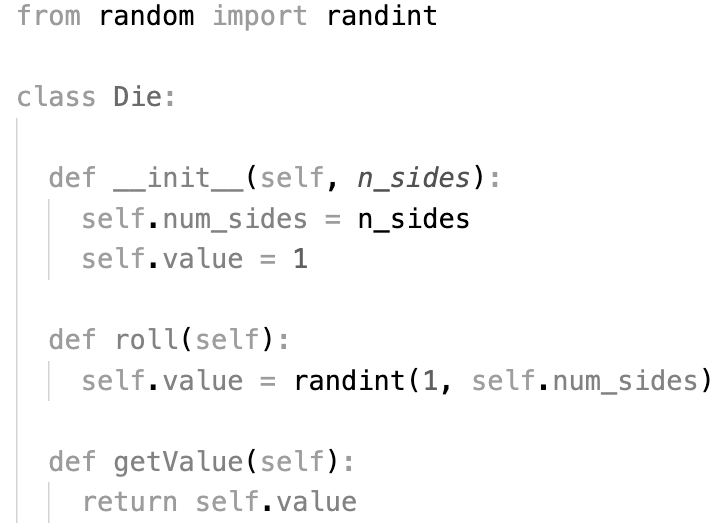 from random import randint
class Die:
def __init__(self, n_sides):
self.num_sides = n_sides
self.value = 1
def roll(self):
self.value = randint(1, self.num_sides)
def getValue(self):
return self.value